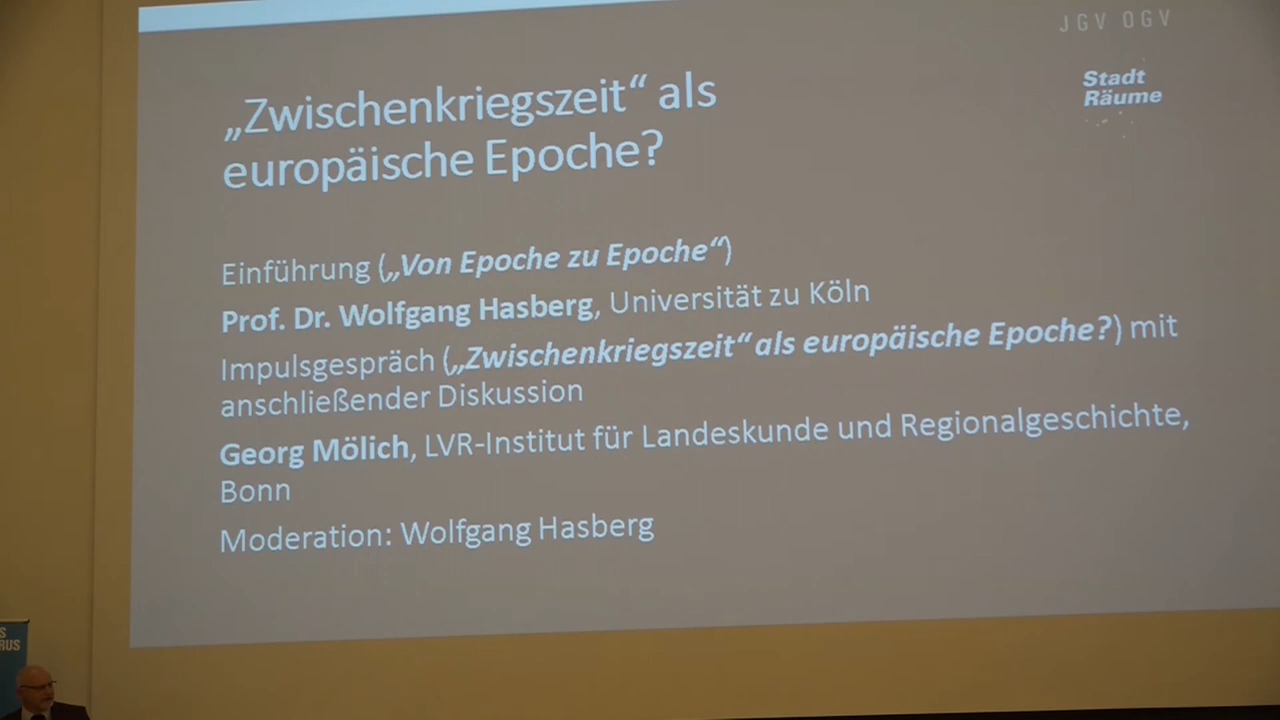 JGV OGV
Stadt
Räume
„Zwischenkriegszeit“ als
europäische Epoche?
Einführung („Von Epoche zu Epoche“)
Prof. Dr. Wolfgang Hasberg, Universität zu Köln
Impulsgespräch („Zwischenkriegszeit“ als europäische Epoche?) mit
anschließender Diskussion
Georg Mölich, LVR-Institut für Landeskunde und Regionalgeschichte,
Bonn
Moderation: Wolfgang Hasberg